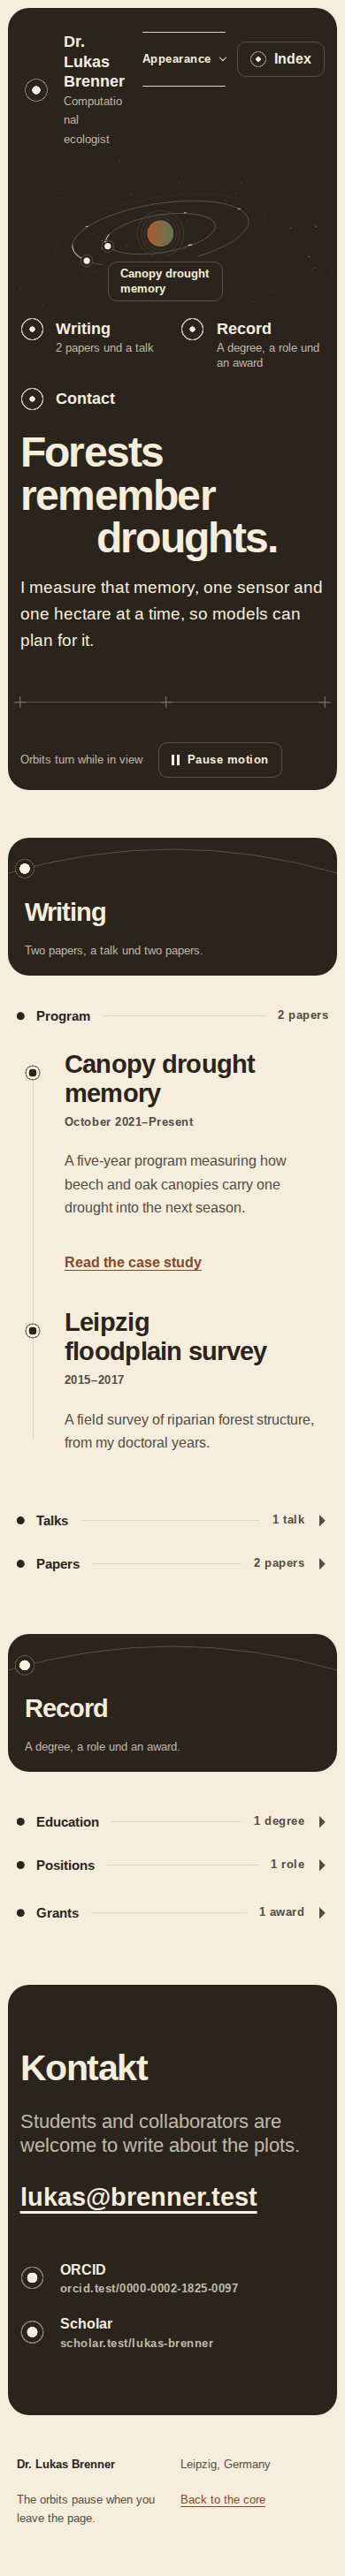 Dr.
Lukas
Brenner
Computatio
nal
ecologist
Appearance
Index
Canopy drought
memory
Writing
2 papers und a talk
Record
A degree, a role und
an award
Contact
Forests
remember
droughts.
I measure that memory, one sensor and
one hectare at a time, so models can
plan for it.
Orbits turn while in view
Pause motion
Writing
Two papers, a talk und two papers.
Program
2 papers
Canopy drought
memory
October 2021–Present
A five-year program measuring how
beech and oak canopies carry one
drought into the next season.
Read the case study
Leipzig
floodplain survey
2015–2017
A field survey of riparian forest structure,
from my doctoral years.
Talks
1 talk
Papers
2 papers
Record
A degree, a role und an award.
Education
1 degree
Positions
1 role
Grants
1 award
Kontakt
Students and collaborators are
welcome to write about the plots.
lukas@brenner.test
ORCID
orcid.test/0000-0002-1825-0097
Scholar
scholar.test/lukas-brenner
Dr. Lukas Brenner
Leipzig, Germany
The orbits pause when you
leave the page.
Back to the core